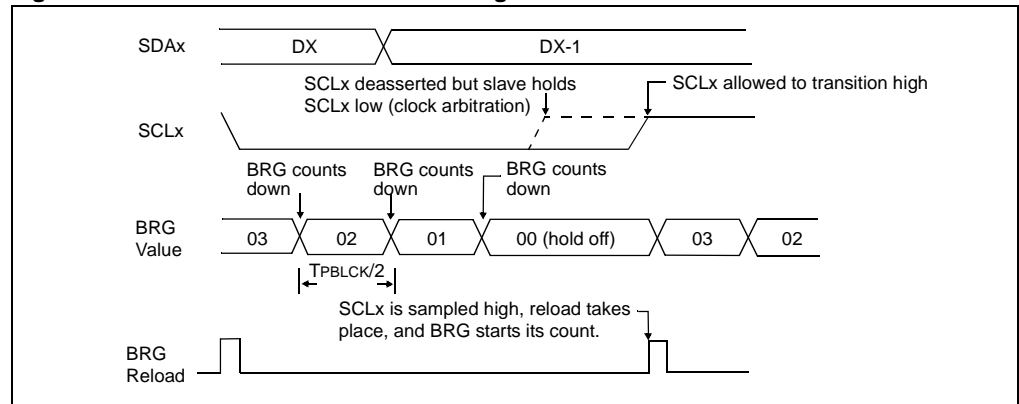 SDAx
DX
DX-1
SCLx deasserted but slave holds
SCLx low (clock arbitration)
SCLx allowed to transition high
SCLx
BRG counts
down
BRG counts
down
BRG counts
down
BRG
Value
03
02
01
00 (hold off)
03
02
TPBLCK/2
SCLx is sampled high, reload takes
place, and BRG starts its count.
BRG
Reload